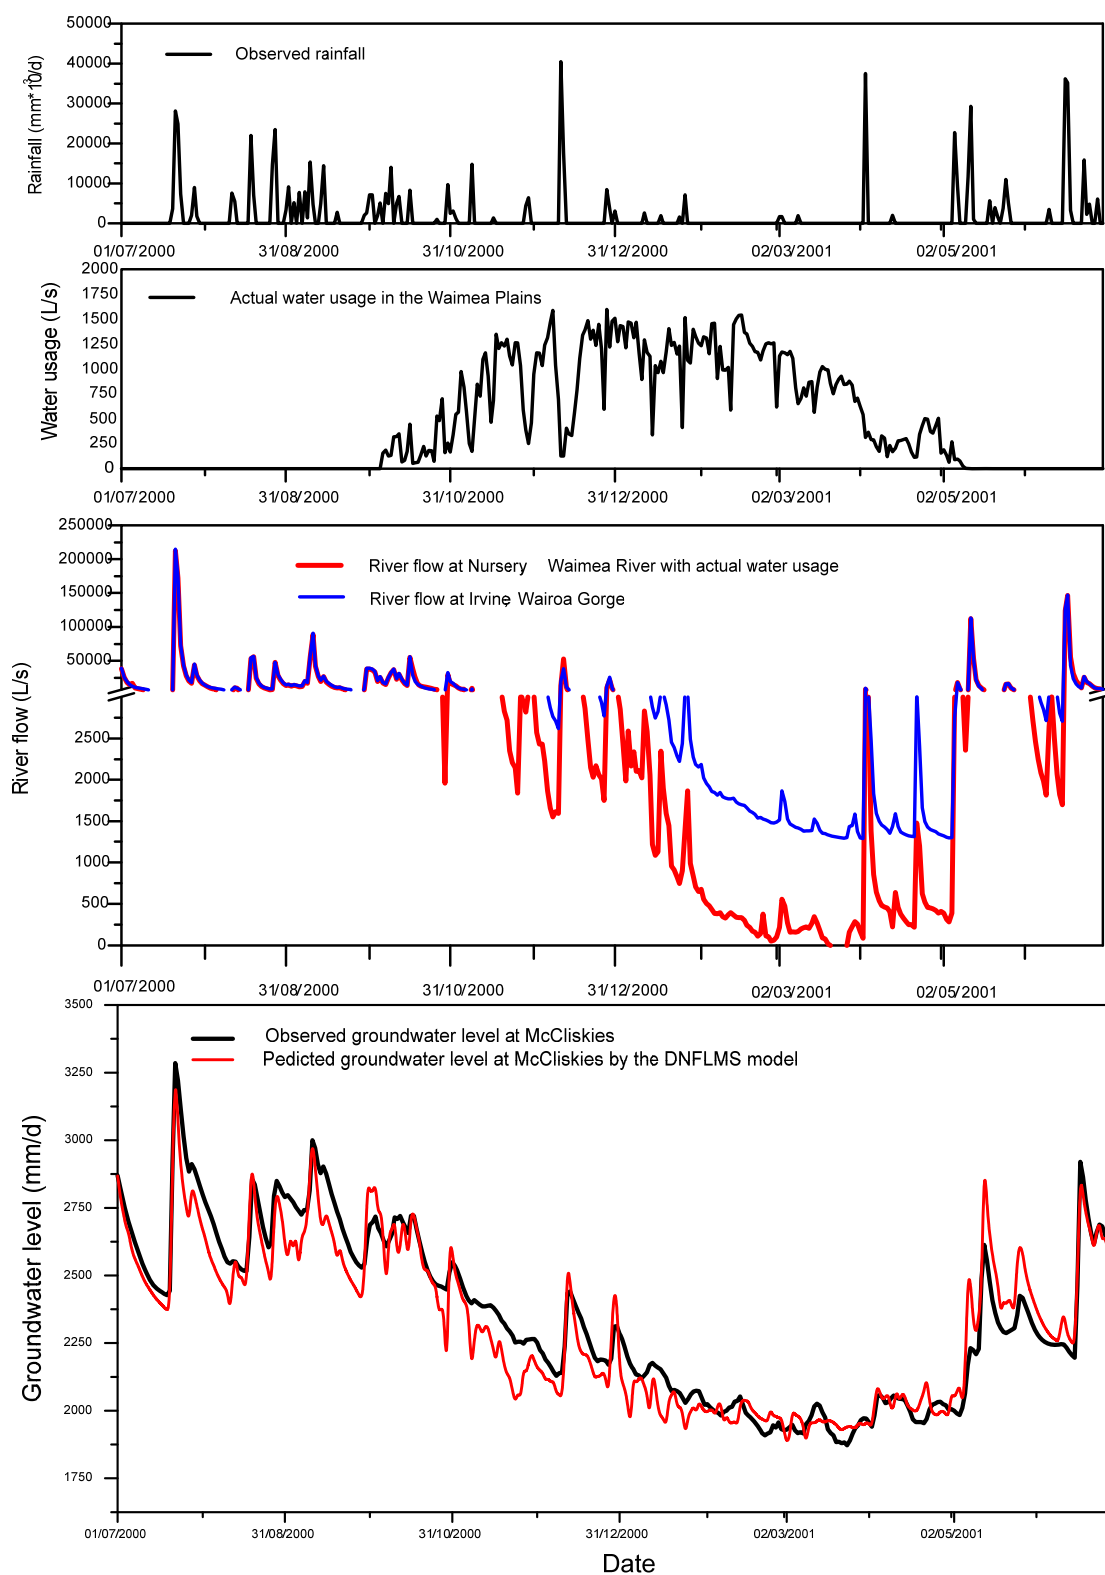 50000
40000
30000
20000
10000
0
Rainfall (mm*10³/d)
Observed rainfall
01/07/2000 31/08/2000 31/10/2000 31/12/2000 02/03/2001 02/05/2001
2000
1750
1500
1250
1000
750
500
250
0
Water usage (L/s)
Actual water usage in the Waimea Plains
01/07/2000 31/08/2000 31/10/2000 31/12/2000 02/03/2001 02/05/2001
250000
200000
150000
100000
50000
2500
2000
1500
1000
500
0
River flow (L/s)
River flow at Nursery Waimea River with actual water usage
River flow at Irvine, Wairoa Gorge
01/07/2000 31/08/2000 31/10/2000 31/12/2000 02/03/2001 02/05/2001
3500
3250
3000
2750
2500
2250
2000
1750
Groundwater level (mm/d)
Observed groundwater level at McCliskies
Pedicted groundwater level at McCliskies by the DNFLMS model
01/07/2000 31/08/2000 31/10/2000 31/12/2000 02/03/2001 02/05/2001
Date